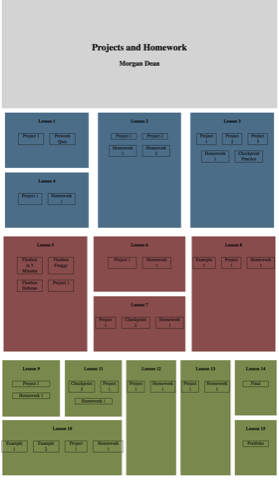 Projects and Homework
Morgan Dean
Lesson 1
Project 1
Prework
Quiz
Lesson 2
Project 1
Project 2
Homework
1
Homework
2
Lesson 3
Project
1
Project
2
Project
3
Homework
1
Checkpoint
Practice
Lesson 4
Project 1
Homework
1
Lesson 5
Flexbox
in 5
Minutes
Flexbox
Froggy
Flexbox
Defense
Project 1
Lesson 6
Project 1
Homework
1
Lesson 8
Example
1
Project
1
Homework
1
Lesson 7
Project
1
Checkpoint
2
Homework
1
Lesson 9
Project 1
Homework 1
Lesson 11
Checkpoint
3
Project
1
Homework 1
Lesson 12
Project
1
Homework
1
Lesson 13
Project
1
Homework
1
Lesson 14
Final
Lesson 10
Example
1
Example
2
Project
1
Homework
1
Lesson 15
Portfolio